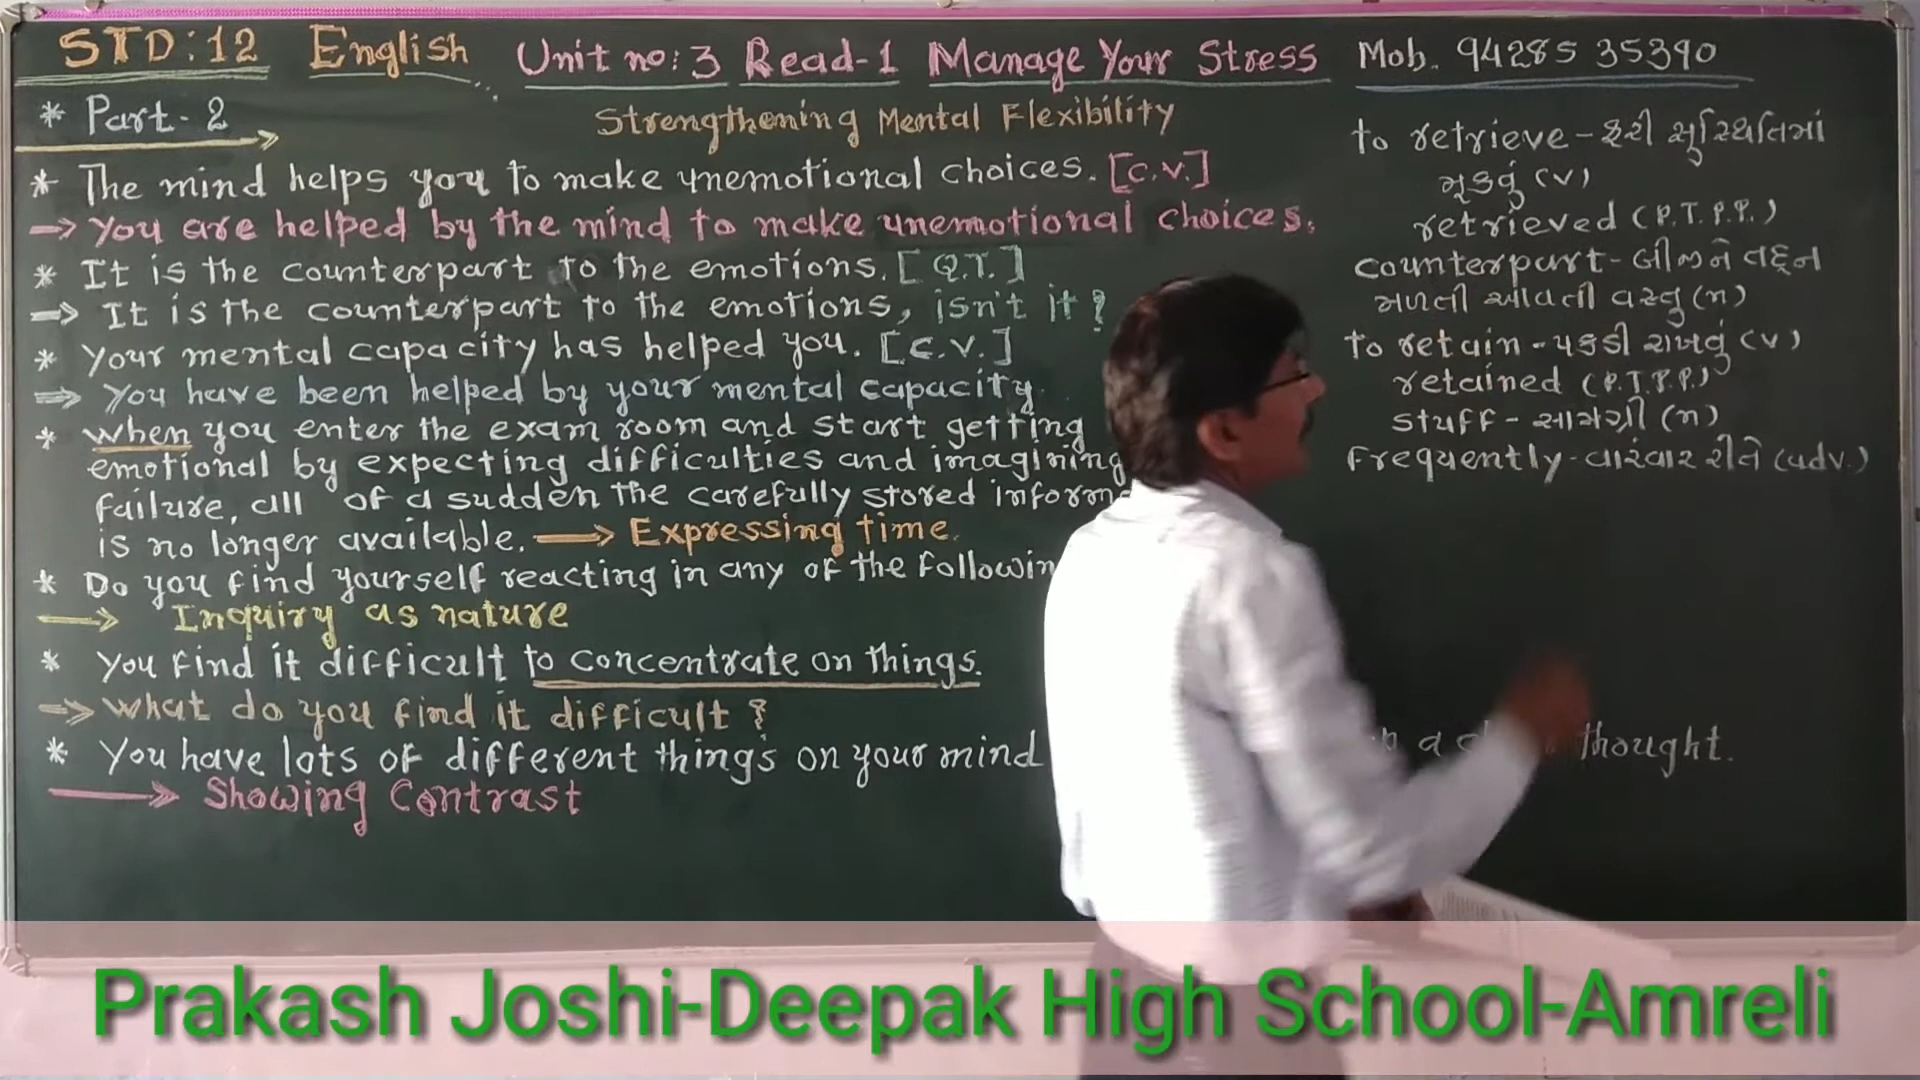 STD: 12 English Unit no: 3 Read-1 Manage Your Stress Mob. 94285 35390
* Part-2 Strengthening Mental Flexibility
* The mind helps you to make unemotional choices. [C.V.]
→ You are helped by the mind to make unemotional choices.
* It is the counterpart to the emotions. [Q.T.]
⇒ It is the counterpart to the emotions, isn't it?
* Your mental capacity has helped you. [C.V.]
⇒ You have been helped by your mental capacity.
* When you enter the exam room and start getting
emotional by expecting difficulties and imagining
failure, all of a sudden the carefully stored inform
is no longer available. → Expressing time.
* Do you find yourself reacting in any of the followin
→ Inquiry as nature
* You find it difficult to concentrate on things.
⇒ What do you find it difficult?
* You have lots of different things on your mind a thought.
→ Showing Contrast
to retrieve - ફરી સુસ્થિતિમાં
મૂકવું (v)
retrieved (P.T. P.P.)
counterpart - બીજાને તદ્દન
મળતી આવતી વસ્તુ (n)
to retain - પકડી રાખવું (v)
retained (P.T. P.P.)
stuff - સામગ્રી (n)
Frequently - વારંવાર રીતે (adv.)
Prakash Joshi-Deepak High School-Amreli